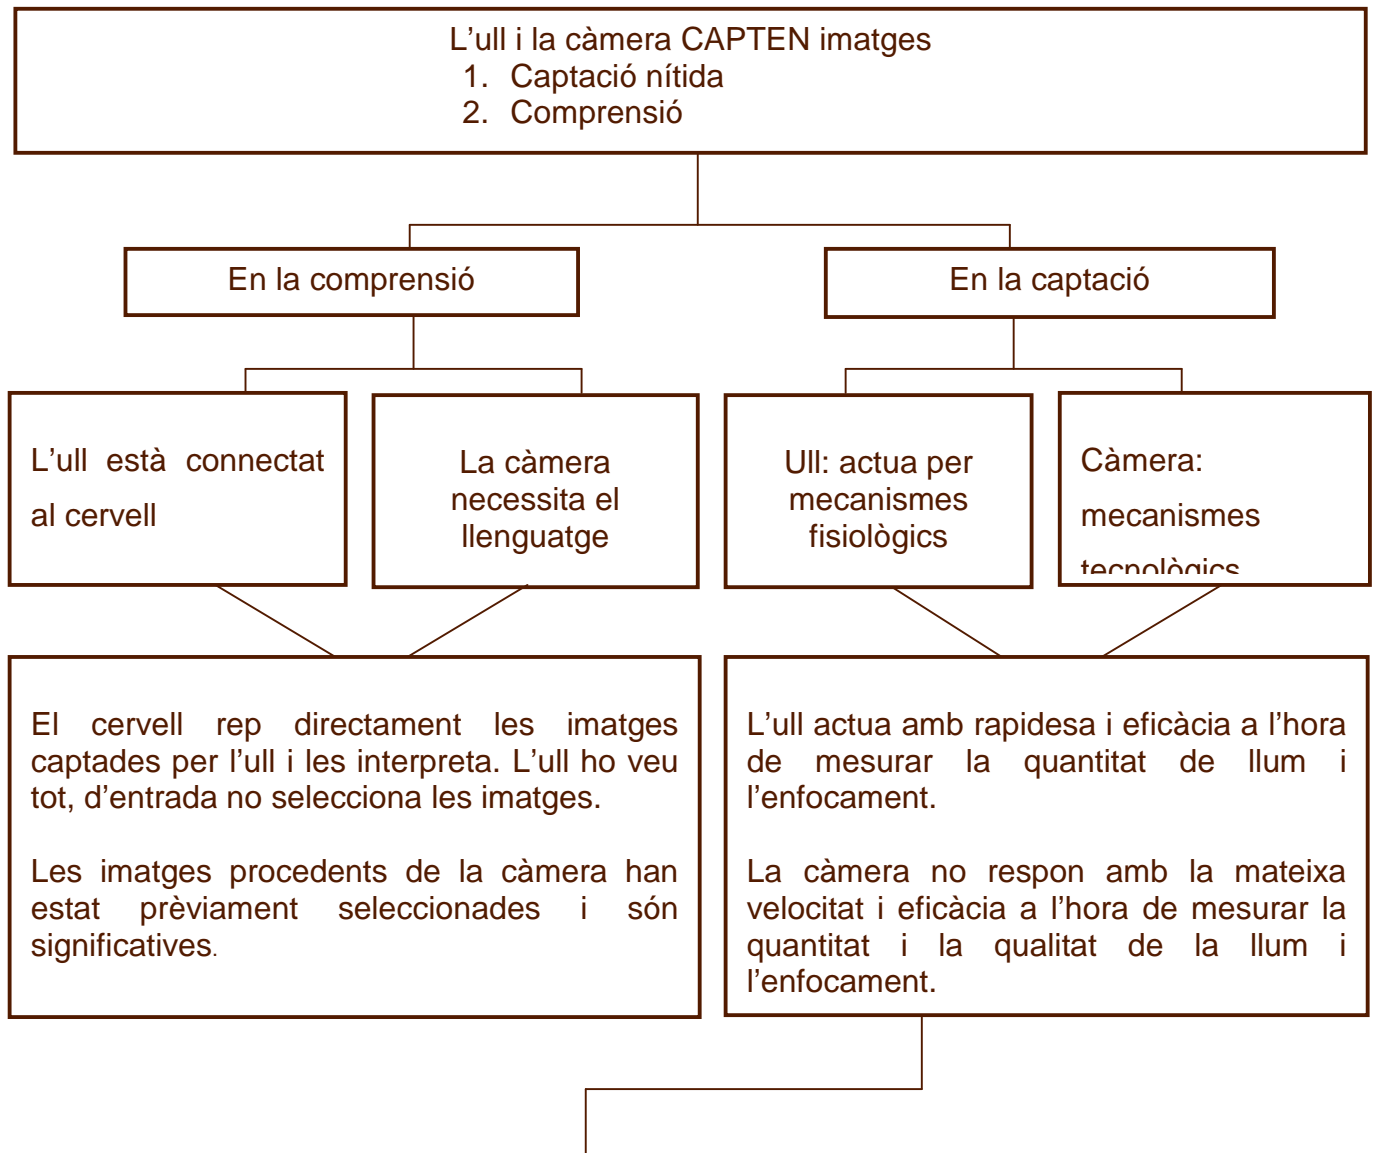 L’ull i la càmera CAPTEN imatges
1. Captació nítida
2. Comprensió
En la comprensió
En la captació
L’ull està connectat
al cervell
La càmera
necessita el
llenguatge
Ull: actua per
mecanismes
fisiològics
Càmera:
mecanismes
tecnològics
El cervell rep directament les imatges
captades per l’ull i les interpreta. L’ull ho veu
tot, d’entrada no selecciona les imatges.
Les imatges procedents de la càmera han
estat prèviament seleccionades i són
significatives.
L’ull actua amb rapidesa i eficàcia a l’hora
de mesurar la quantitat de llum i
l’enfocament.
La càmera no respon amb la mateixa
velocitat i eficàcia a l’hora de mesurar la
quantitat i la qualitat de la llum i
l’enfocament.